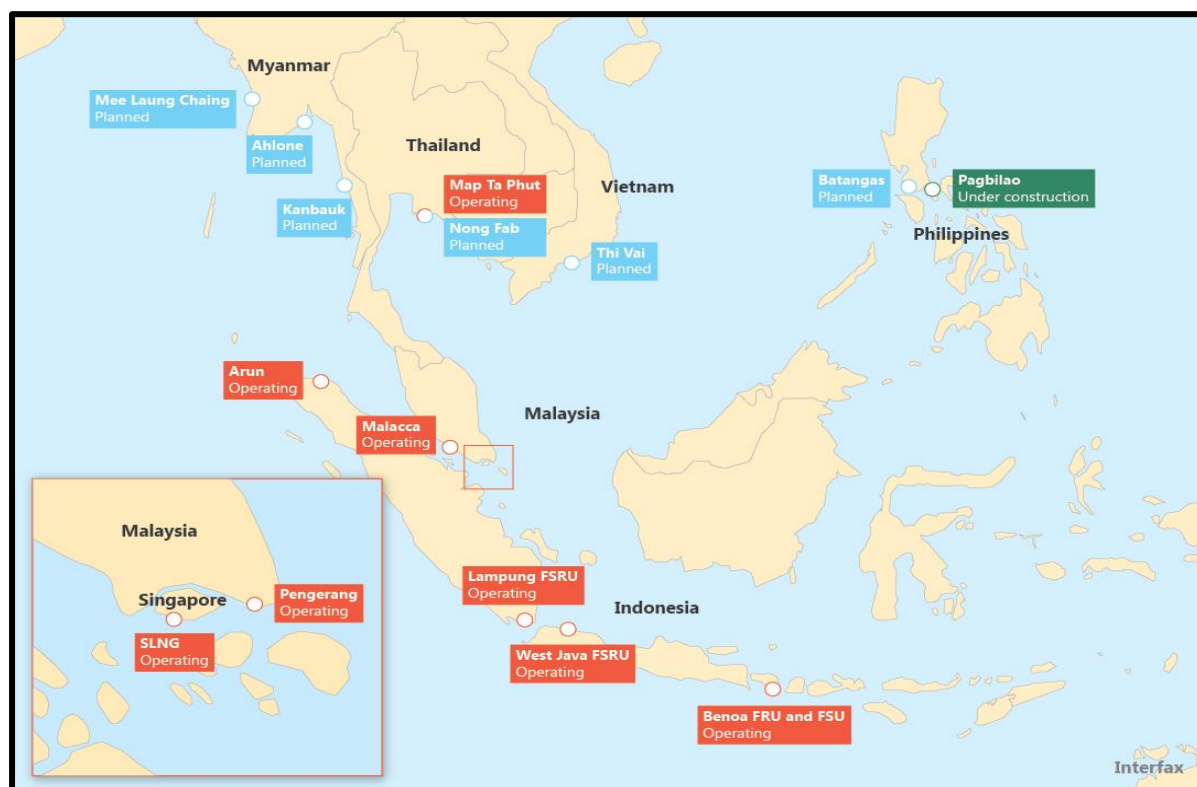 Myanmar
Mee Laung Chaing
Planned
Ahlone
Planned
Kanbauk
Planned
Thailand
Map Ta Phut
Operating
Nong Fab
Planned
Vietnam
Thi Vai
Planned
Batangas
Planned
Pagbilao
Under construction
Philippines
Arun
Operating
Malacca
Operating
Malaysia
Malaysia
Singapore
Pengerang
Operating
SLNG
Operating
Lampung FSRU
Operating
Indonesia
West Java FSRU
Operating
Benoa FRU and FSU
Operating
Interfax